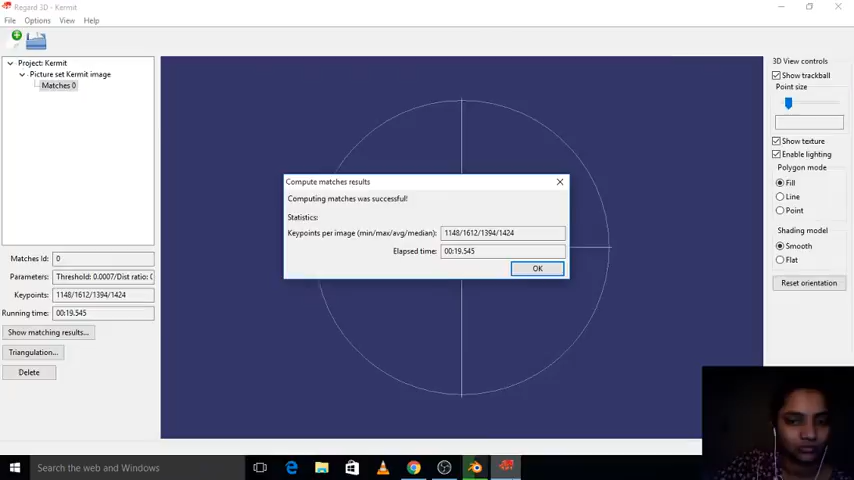 Regard 3D - Kermit
File Options View Help
Project: Kermit
Picture set Kermit image
Matches 0
Matches Id: 0
Parameters: Threshold: 0.0007/Dist ratio: (
Keypoints: 1148/1612/1394/1424
Running time: 00:19.545
Show matching results...
Triangulation...
Delete
Compute matches results
Computing matches was successful!
Statistics:
Keypoints per image (min/max/avg/median): 1148/1612/1394/1424
Elapsed time: 00:19.545
OK
3D View controls
Show trackball
Point size
Show texture
Enable lighting
Polygon mode
Fill
Line
Point
Shading model
Smooth
Flat
Reset orientation
Search the web and Windows